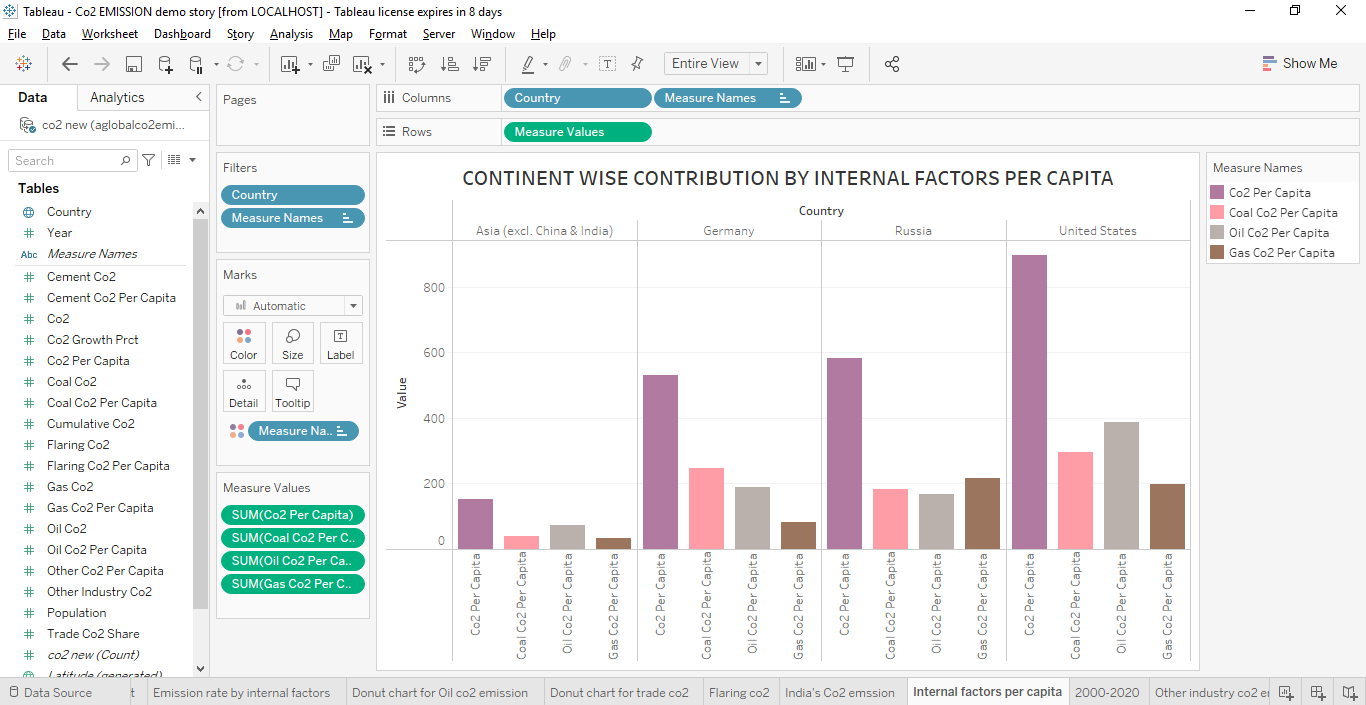 Tableau - Co2 EMISSION demo story [from LOCALHOST] - Tableau license expires in 8 days
File Data Worksheet Dashboard Story Analysis Map Format Server Window Help
Entire View
Show Me
Data Analytics
co2 new (aglobalco2emi...
Search
Tables
Country
Year
Abc Measure Names
Cement Co2
Cement Co2 Per Capita
Co2
Co2 Growth Prct
Co2 Per Capita
Coal Co2
Coal Co2 Per Capita
Cumulative Co2
Flaring Co2
Flaring Co2 Per Capita
Gas Co2
Gas Co2 Per Capita
Oil Co2
Oil Co2 Per Capita
Other Co2 Per Capita
Other Industry Co2
Population
Trade Co2 Share
co2 new (Count)
Latitude (generated)
Pages
Filters
Country
Measure Names
Marks
Automatic
Color Size Label
Detail Tooltip
Measure Na..
Measure Values
SUM(Co2 Per Capita)
SUM(Coal Co2 Per C..
SUM(Oil Co2 Per Ca..
SUM(Gas Co2 Per C..
Columns Country Measure Names
Rows Measure Values
CONTINENT WISE CONTRIBUTION BY INTERNAL FACTORS PER CAPITA
Country
Asia (excl. China & India) Germany Russia United States
Value
800
600
400
200
0
Co2 Per Capita
Coal Co2 Per Capita
Oil Co2 Per Capita
Gas Co2 Per Capita
Co2 Per Capita
Coal Co2 Per Capita
Oil Co2 Per Capita
Gas Co2 Per Capita
Co2 Per Capita
Coal Co2 Per Capita
Oil Co2 Per Capita
Gas Co2 Per Capita
Co2 Per Capita
Coal Co2 Per Capita
Oil Co2 Per Capita
Gas Co2 Per Capita
Measure Names
Co2 Per Capita
Coal Co2 Per Capita
Oil Co2 Per Capita
Gas Co2 Per Capita
Data Source t Emission rate by internal factors Donut chart for Oil co2 emission Donut chart for trade co2 Flaring co2 India's Co2 emssion Internal factors per capita 2000-2020 Other industry co2 er